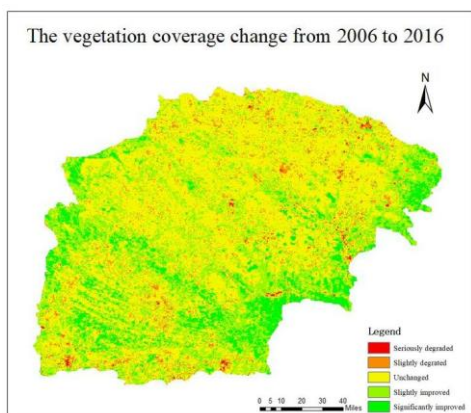 The vegetation coverage change from 2006 to 2016
N
Legend
Seriously degraded
Slightly degrated
Unchanged
Slightly improved
Significantly improved
0 5 10 20 30 40
Miles